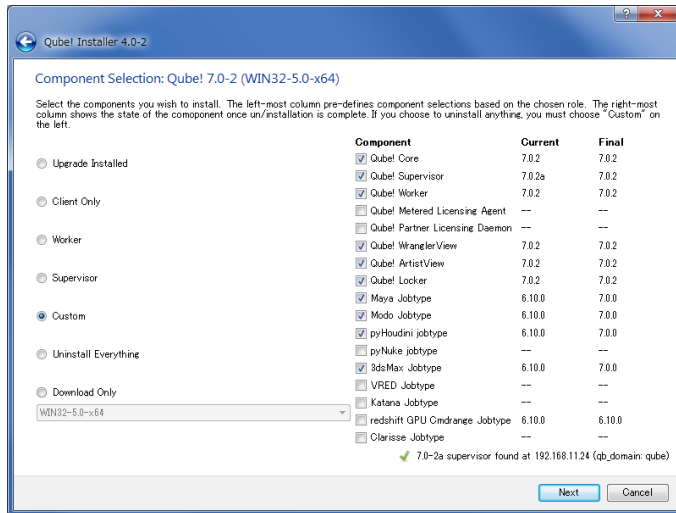 Qube! Installer 4.0-2
Component Selection: Qube! 7.0-2 (WIN32-5.0-x64)
Select the components you wish to install. The left-most column pre-defines component selections based on the chosen role. The right-most
column shows the state of the comoponent once un/installation is complete. If you choose to uninstall anything, you must choose "Custom" on
the left.
Upgrade Installed
Client Only
Worker
Supervisor
Custom
Uninstall Everything
Download Only
WIN32-5.0-x64
Component Current Final
Qube! Core 7.0.2 7.0.2
Qube! Supervisor 7.0.2a 7.0.2
Qube! Worker 7.0.2 7.0.2
Qube! Metered Licensing Agent -- --
Qube! Partner Licensing Daemon -- --
Qube! WranglerView 7.0.2 7.0.2
Qube! ArtistView 7.0.2 7.0.2
Qube! Locker 7.0.2 7.0.2
Maya Jobtype 6.10.0 7.0.0
Modo Jobtype 6.10.0 7.0.0
pyHoudini jobtype 6.10.0 7.0.0
pyNuke jobtype -- --
3dsMax Jobtype 6.10.0 7.0.0
VRED Jobtype -- --
Katana Jobtype -- --
redshift GPU Cmdrange Jobtype 6.10.0 6.10.0
Clarisse Jobtype -- --
7.0-2a supervisor found at 192.168.11.24 (qb_domain: qube)
Next Cancel